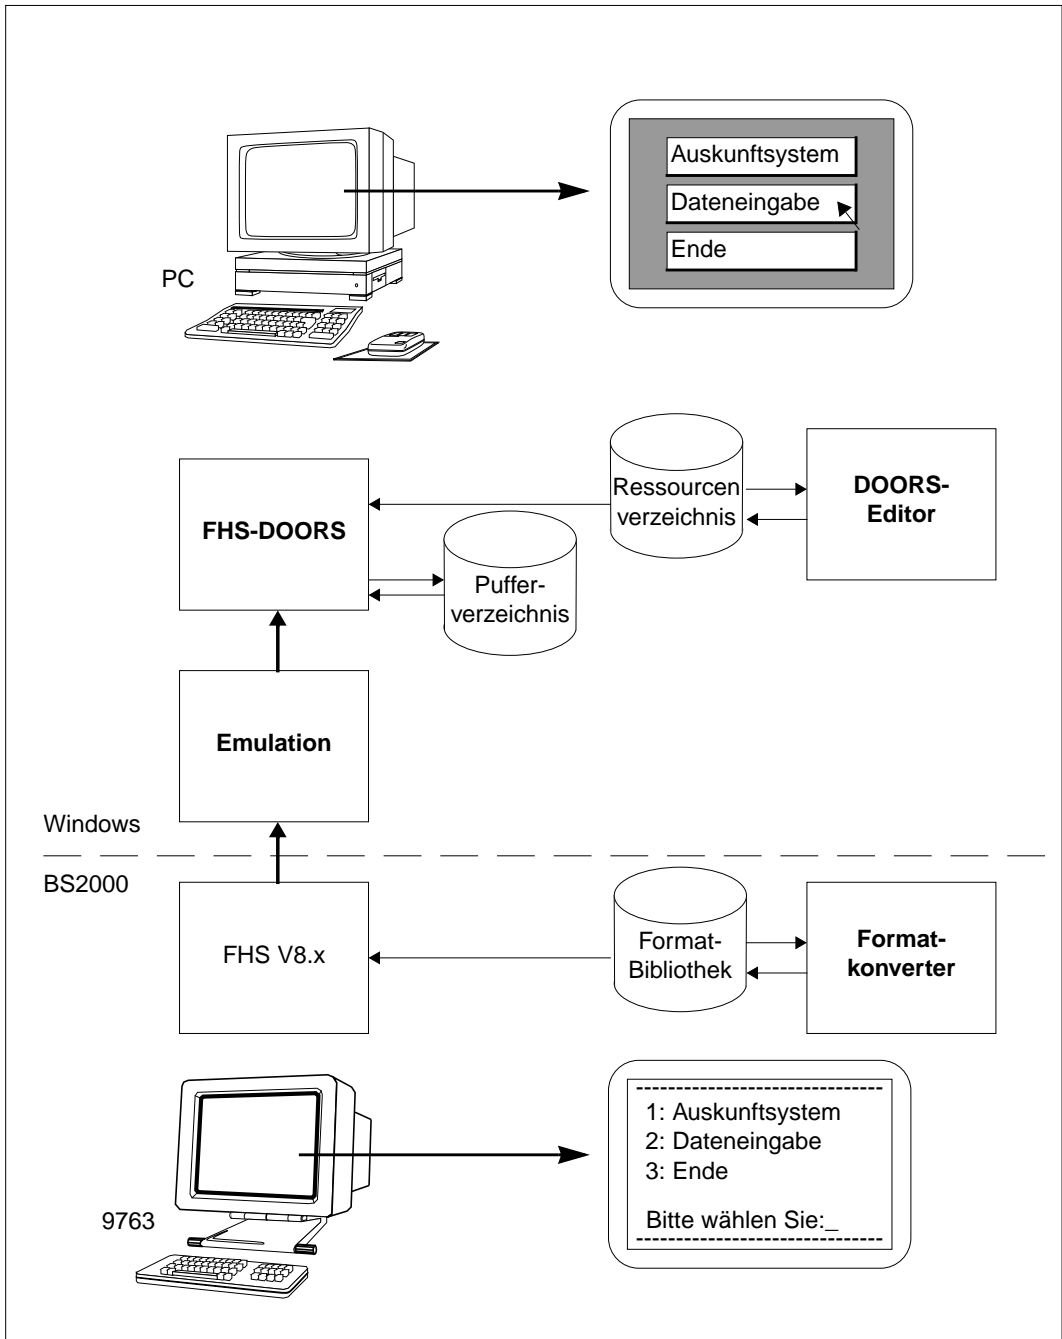 Auskunftsystem
Dateneingabe
Ende
PC
Ressourcen
verzeichnis
DOORS-
Editor
FHS-DOORS
Puffer-
verzeichnis
Emulation
Windows
BS2000
FHS V8.x
Format-
Bibliothek
Format-
konverter
9763
1: Auskunftsystem
2: Dateneingabe
3: Ende
Bitte wählen Sie:_